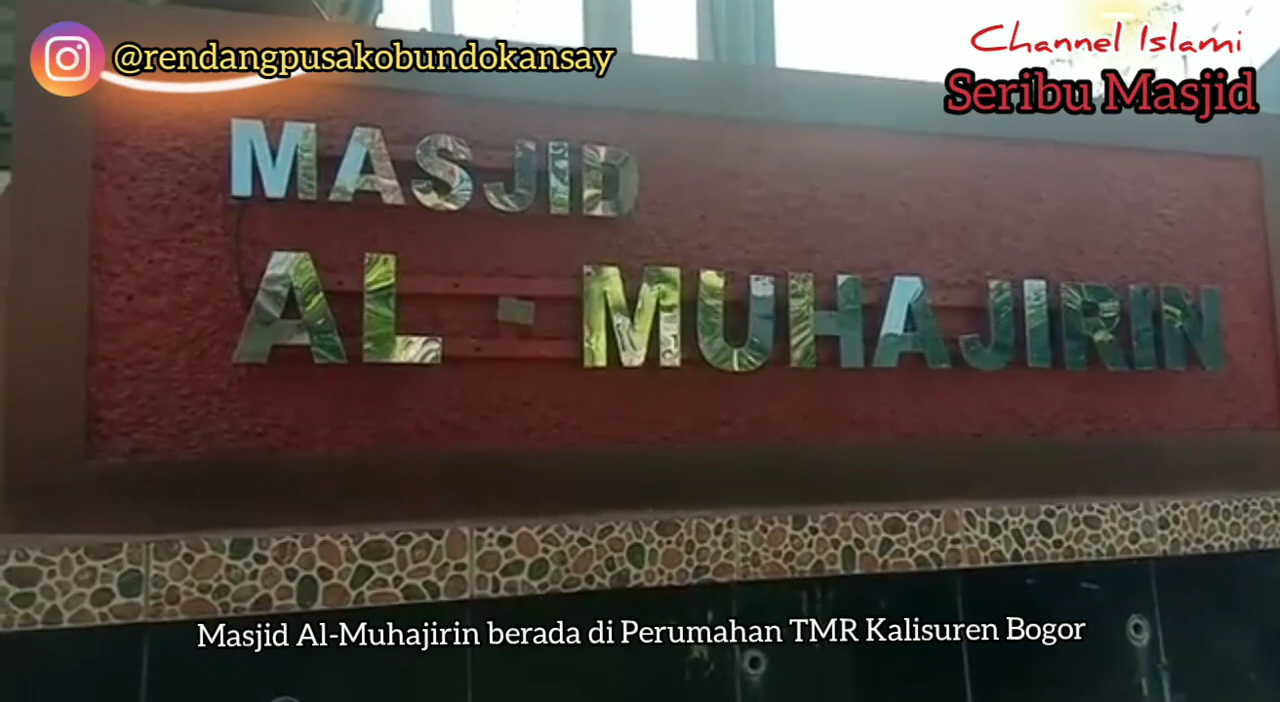 @rendangpusakobundokansay
Channel Islami
Seribu Masjid
MASJID
AL - MUHAJIRIN
Masjid Al-Muhajirin berada di Perumahan TMR Kalisuren Bogor